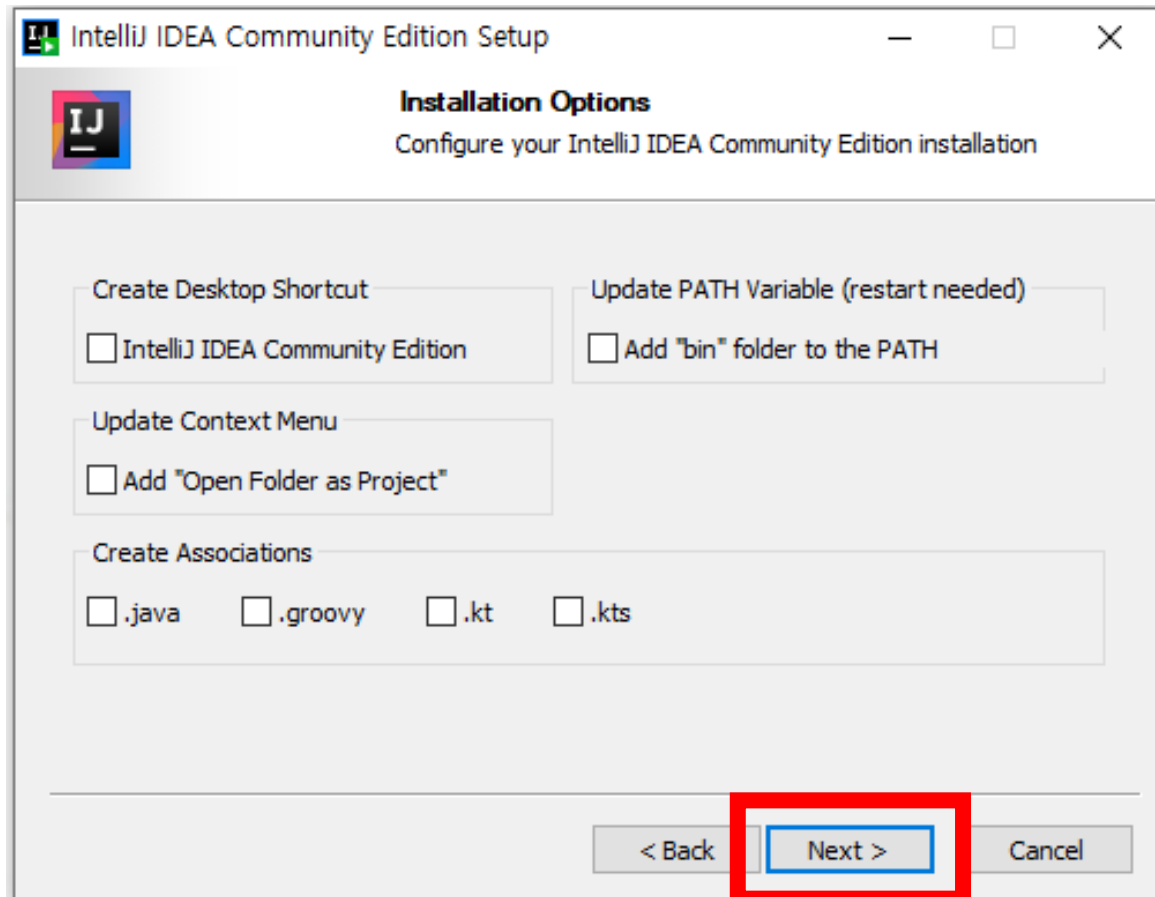 IntelliJ IDEA Community Edition Setup
IJ
Installation Options
Configure your IntelliJ IDEA Community Edition installation
Create Desktop Shortcut
IntelliJ IDEA Community Edition
Update PATH Variable (restart needed)
Add "bin" folder to the PATH
Update Context Menu
Add "Open Folder as Project"
Create Associations
.java .groovy .kt .kts
< Back Next > Cancel